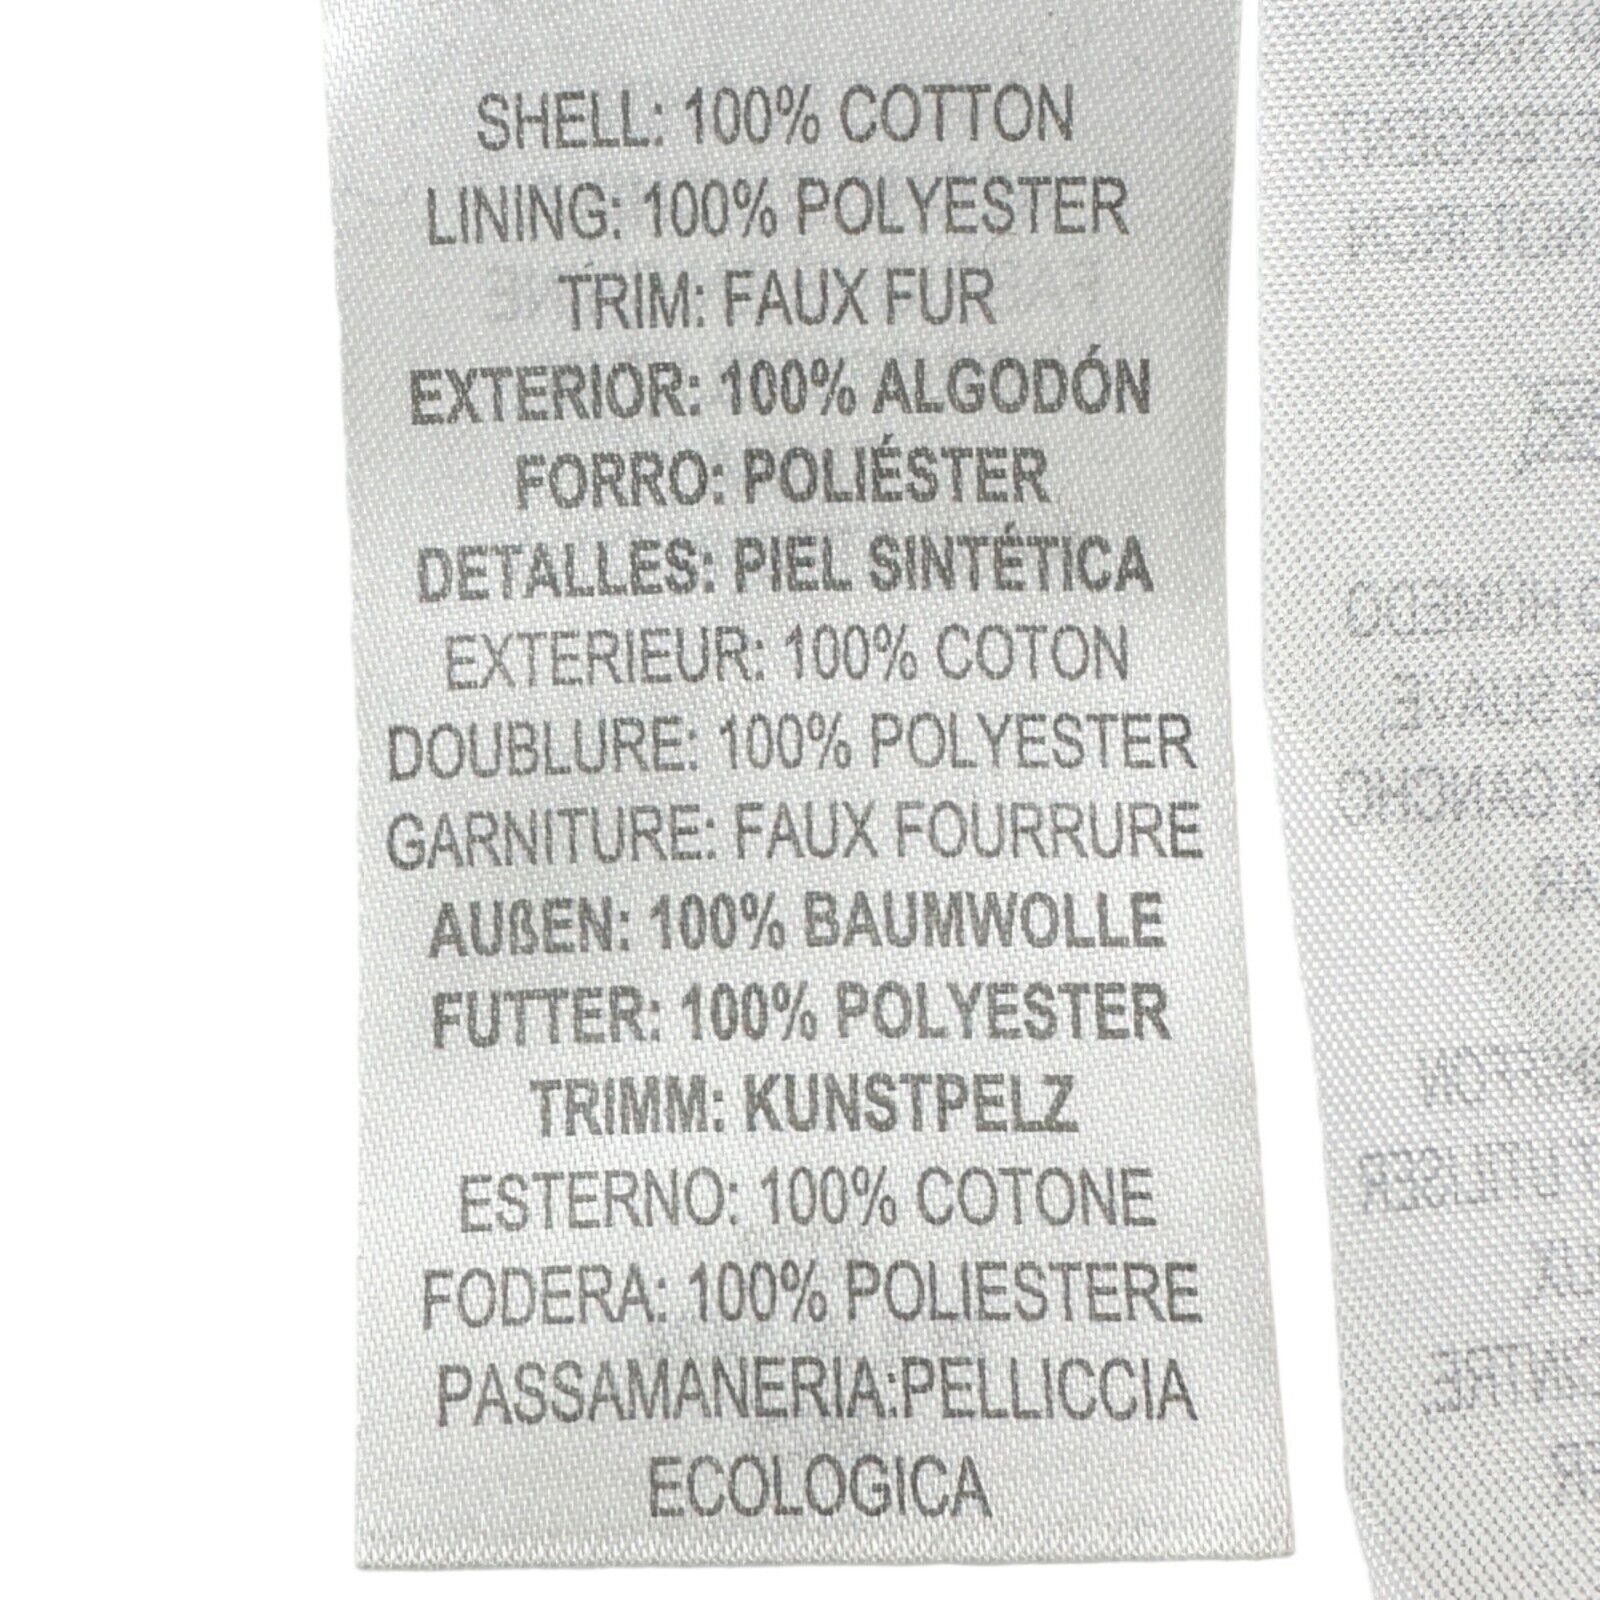 SHELL: 100% COTTON
LINING: 100% POLYESTER
TRIM: FAUX FUR
EXTERIOR: 100% ALGODÓN
FORRO: POLIÉSTER
DETALLES: PIEL SINTÉTICA
EXTERIEUR: 100% COTON
DOUBLURE: 100% POLYESTER
GARNITURE: FAUX FOURRURE
AUßEN: 100% BAUMWOLLE
FUTTER: 100% POLYESTER
TRIMM: KUNSTPELZ
ESTERNO: 100% COTONE
FODERA: 100% POLIESTERE
PASSAMANERIA:PELLICCIA
ECOLOGICA